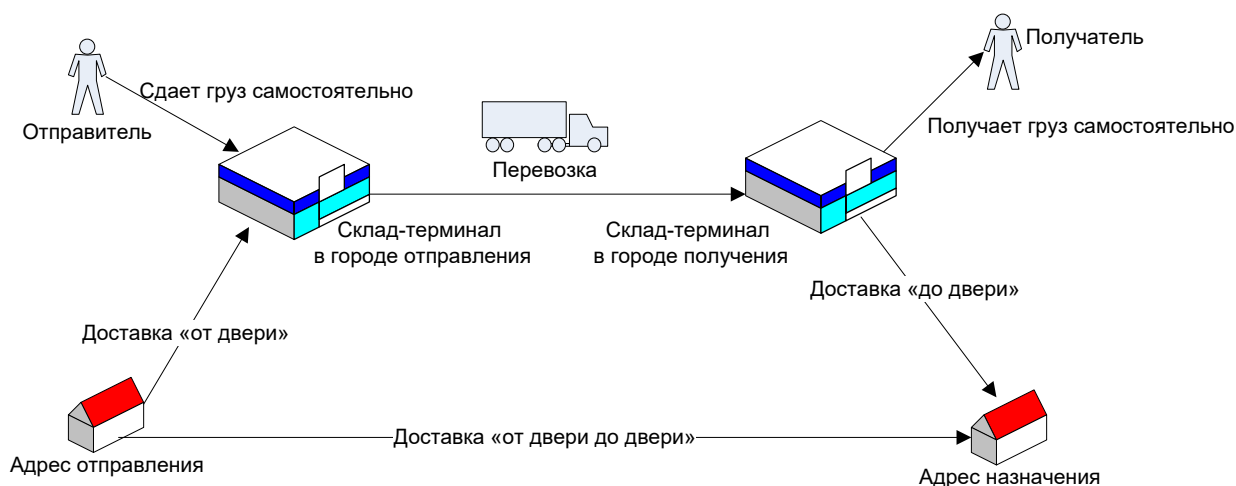 Получатель
Сдает груз самостоятельно
Отправитель
Получает груз самостоятельно
Перевозка
Склад-терминал
в городе отправления
Склад-терминал
в городе получения
Доставка «до двери»
Доставка «от двери»
Доставка «от двери до двери»
Адрес отправления
Адрес назначения